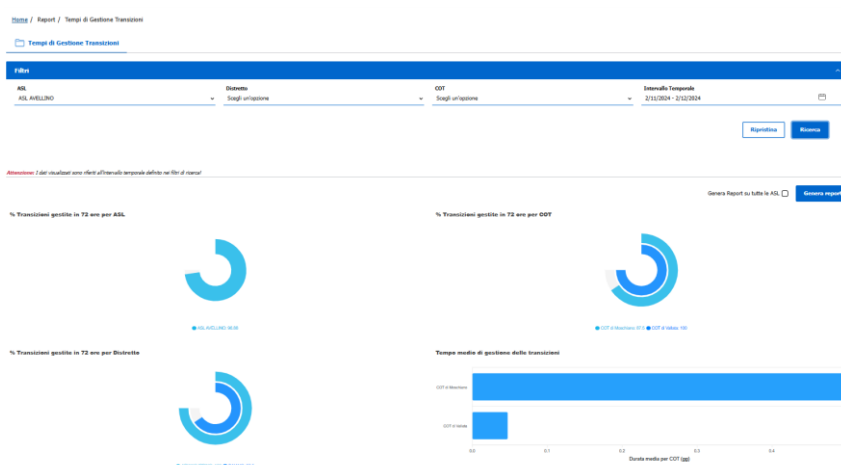 Home / Report / Tempi di Gestione Transizioni
Tempi di Gestione Transizioni
Filtri
ASL Distretto COT Intervallo Temporale
ASL AVELLINO Scegli un'opzione Scegli un'opzione 2/11/2024 - 2/12/2024
Ripristina Ricerca
Attenzione: I dati visualizzati sono riferiti all'intervallo temporale definito nei filtri di ricerca!
Genera Report su tutte le ASL Genera report
% Transizioni gestite in 72 ore per ASL % Transizioni gestite in 72 ore per COT
ASL AVELLINO:
% Transizioni gestite in 72 ore per Distretto Tempo medio di gestione delle transizioni
0.0 0.1 0.2 0.3 0.4
Durata media per COT (gg)